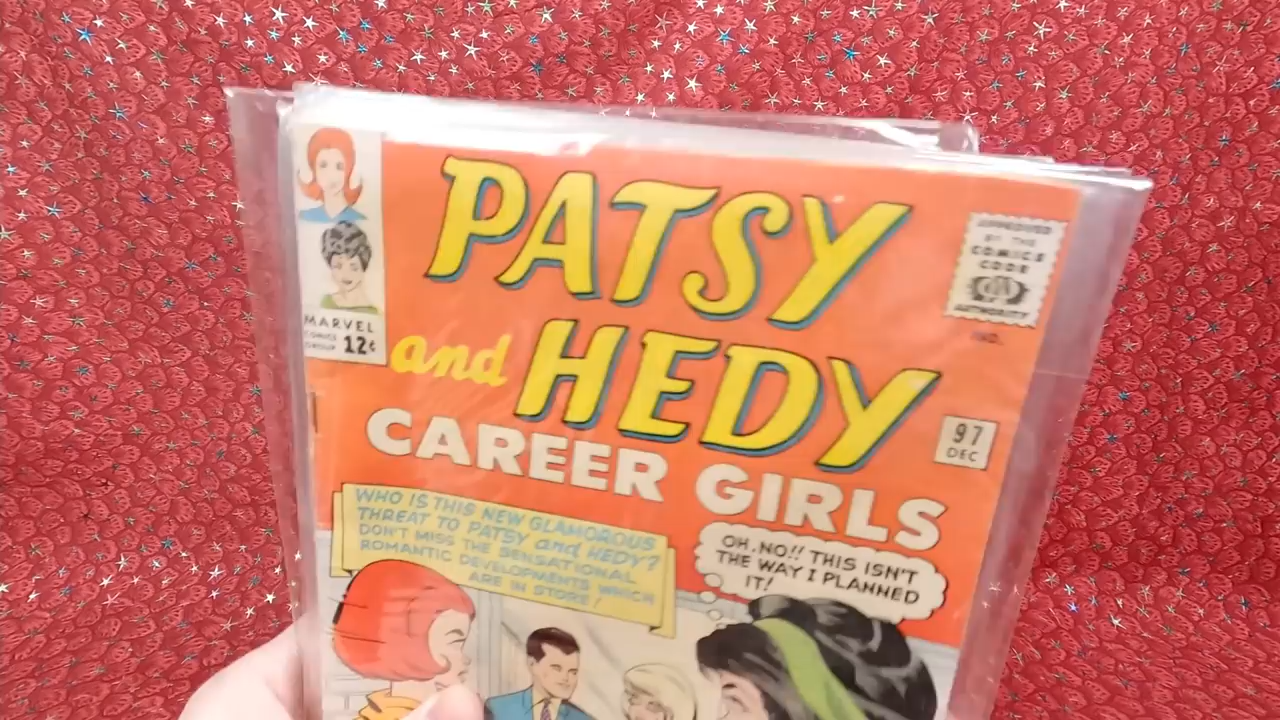 PATSY
and HEDY
CAREER GIRLS
MARVEL
COMICS
GROUP
12¢
APPROVED
BY THE
COMICS
CODE
AUTHORITY
IND.
97
DEC
WHO IS THIS NEW GLAMOROUS
THREAT TO PATSY and HEDY?
DON'T MISS THE SENSATIONAL
ROMANTIC DEVELOPMENTS WHICH
ARE IN STORE!
OH, NO!! THIS ISN'T
THE WAY I PLANNED
IT!